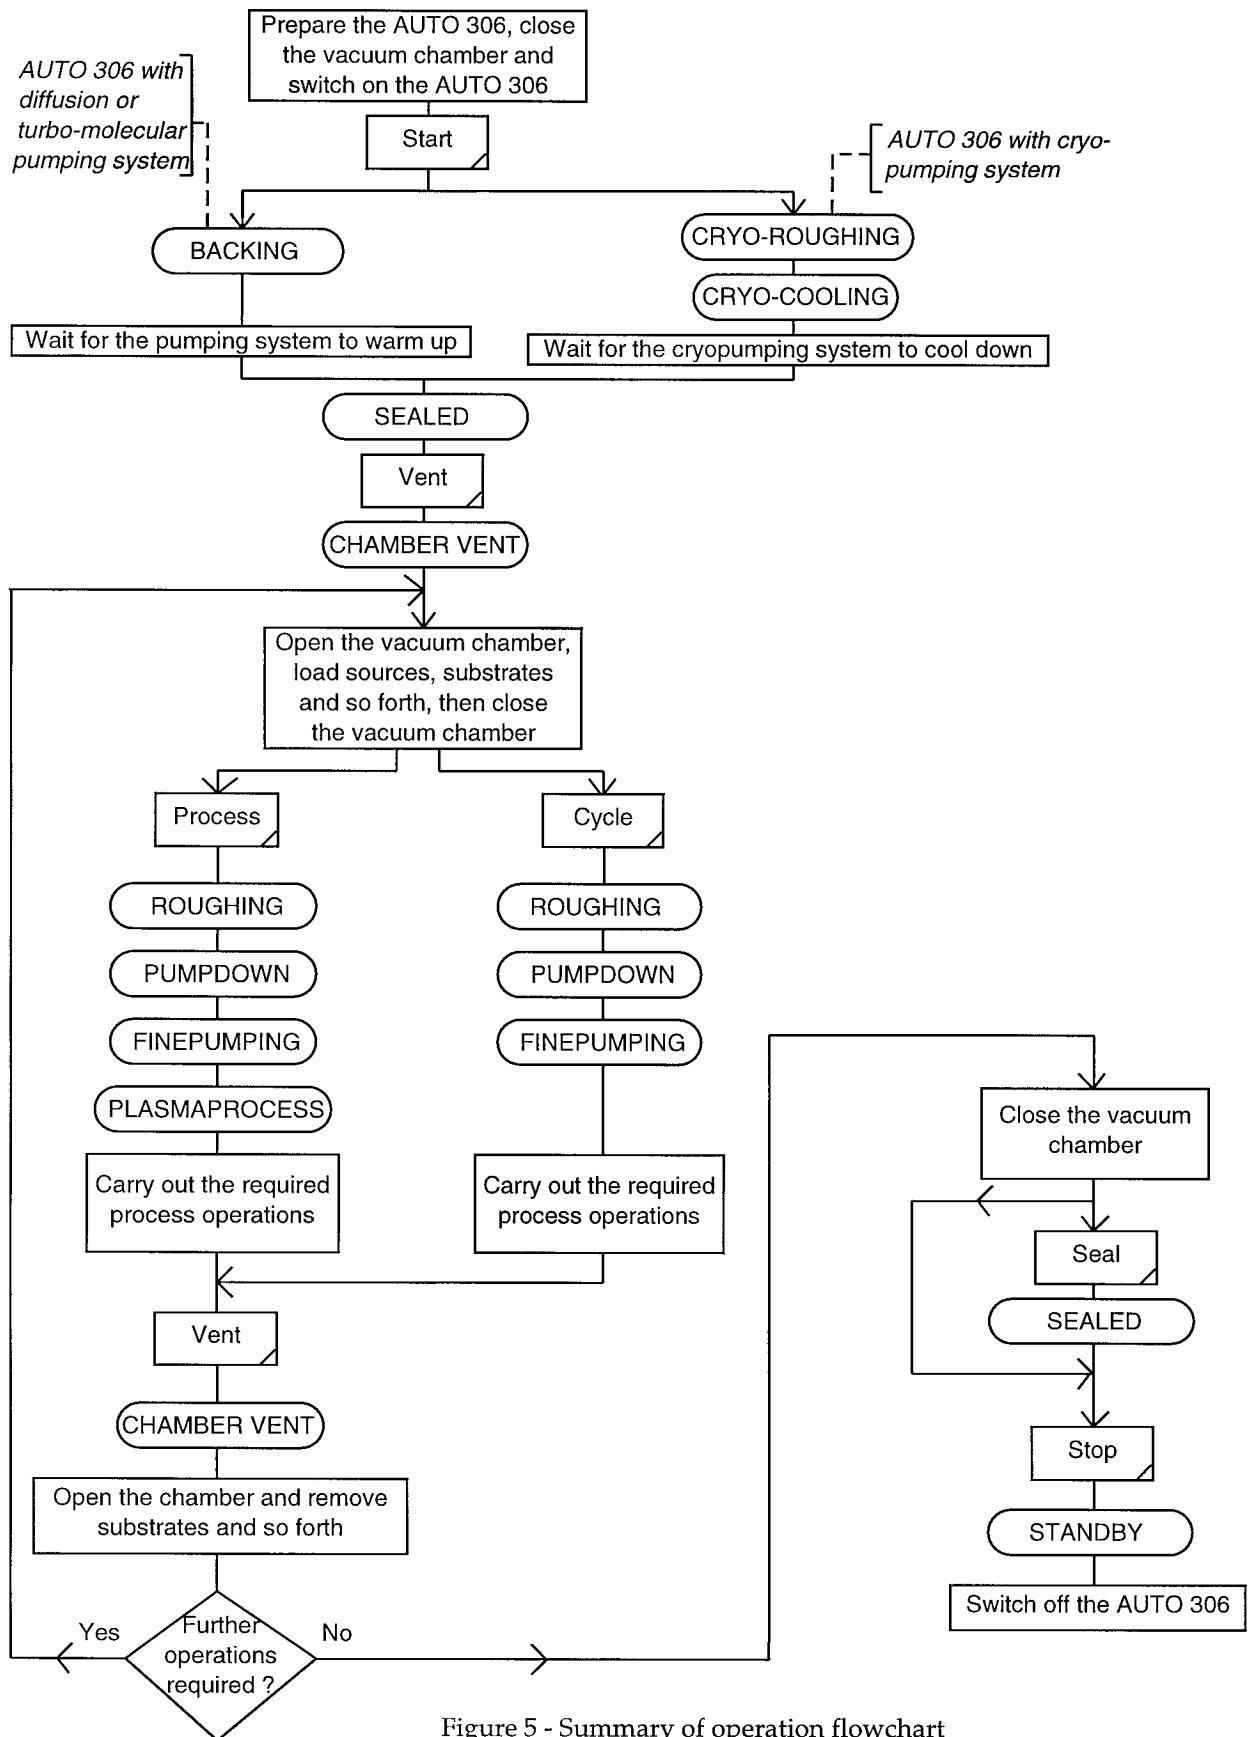 Prepare the AUTO 306, close
the vacuum chamber and
switch on the AUTO 306
AUTO 306 with
diffusion or
turbo-molecular
pumping system
Start
AUTO 306 with cryo-
pumping system
BACKING
CRYO-ROUGHING
CRYO-COOLING
Wait for the pumping system to warm up
Wait for the cryopumping system to cool down
SEALED
Vent
CHAMBER VENT
Open the vacuum chamber,
load sources, substrates
and so forth, then close
the vacuum chamber
Process
Cycle
ROUGHING
ROUGHING
PUMPDOWN
PUMPDOWN
FINEPUMPING
FINEPUMPING
PLASMAPROCESS
Carry out the required
process operations
Carry out the required
process operations
Vent
CHAMBER VENT
Open the chamber and remove
substrates and so forth
Further
operations
required ?
Yes
No
Close the vacuum
chamber
Seal
SEALED
Stop
STANDBY
Switch off the AUTO 306
Figure 5 - Summary of operation flowchart